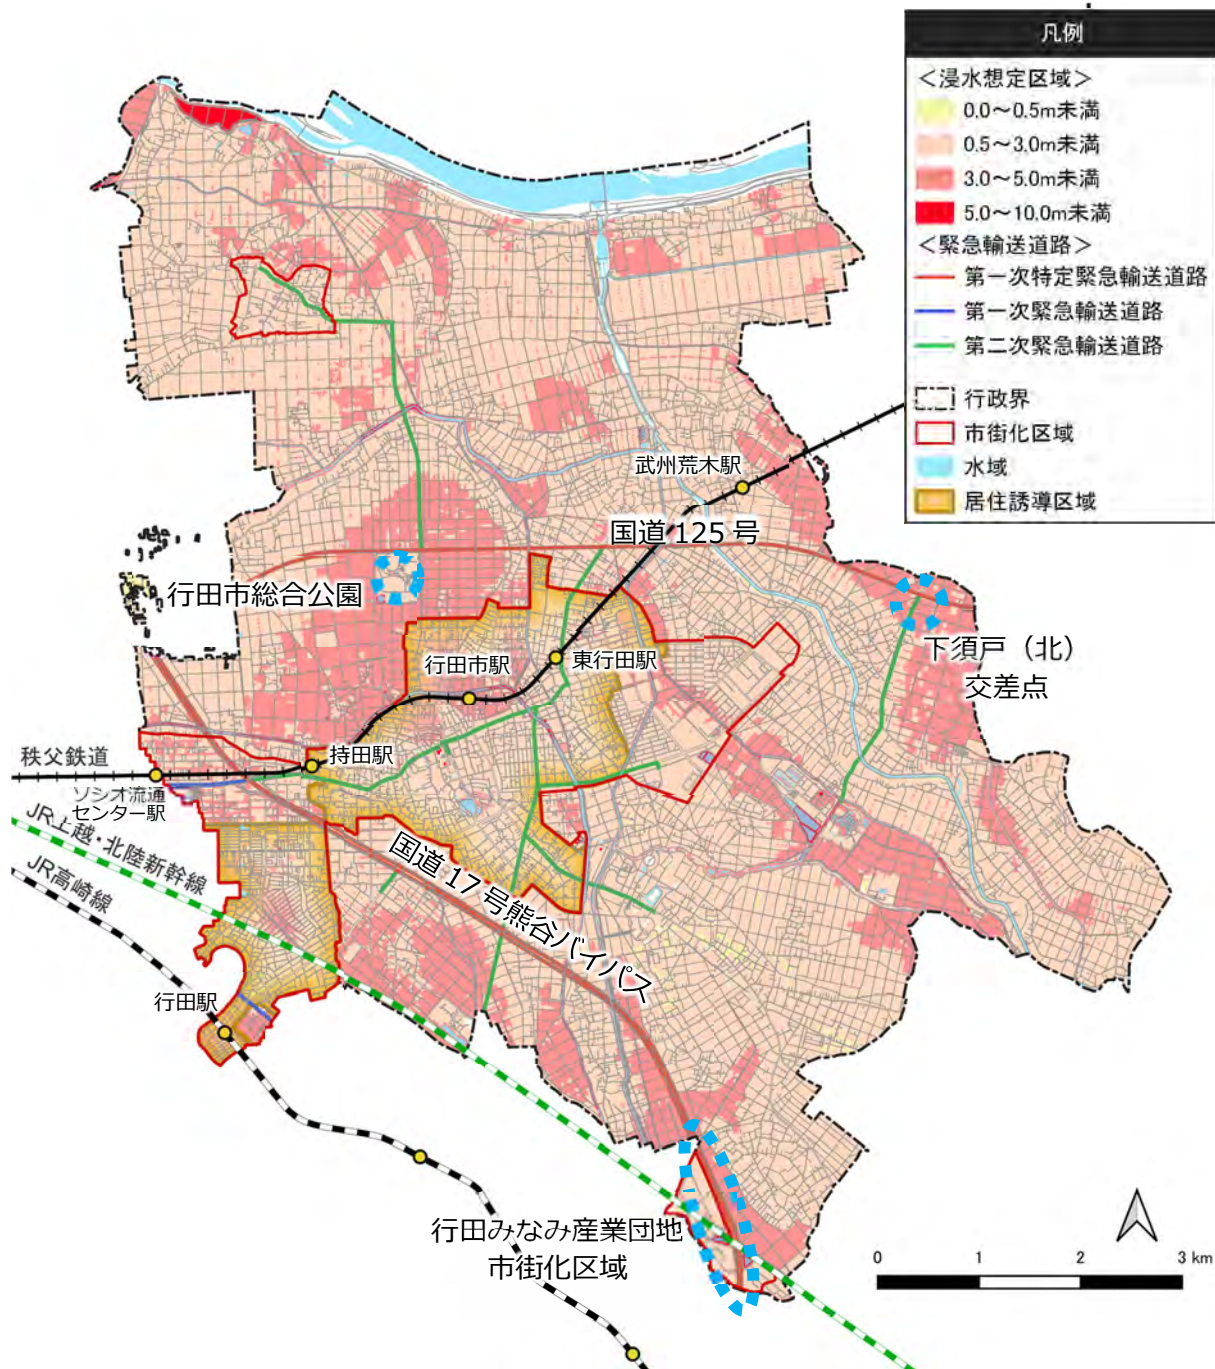 凡例
＜浸水想定区域＞
0.0～0.5m未満
0.5～3.0m未満
3.0～5.0m未満
5.0～10.0m未満
＜緊急輸送道路＞
第一次特定緊急輸送道路
第一次緊急輸送道路
第二次緊急輸送道路
行政界
市街化区域
水域
居住誘導区域
武州荒木駅
国道125号
行田市総合公園
下須戸（北）
交差点
行田市駅
東行田駅
持田駅
秩父鉄道
ソシオ流通
センター駅
JR上越・北陸新幹線
JR高崎線
国道17号熊谷バイパス
行田駅
行田みなみ産業団地
市街化区域
0 1 2 3 km